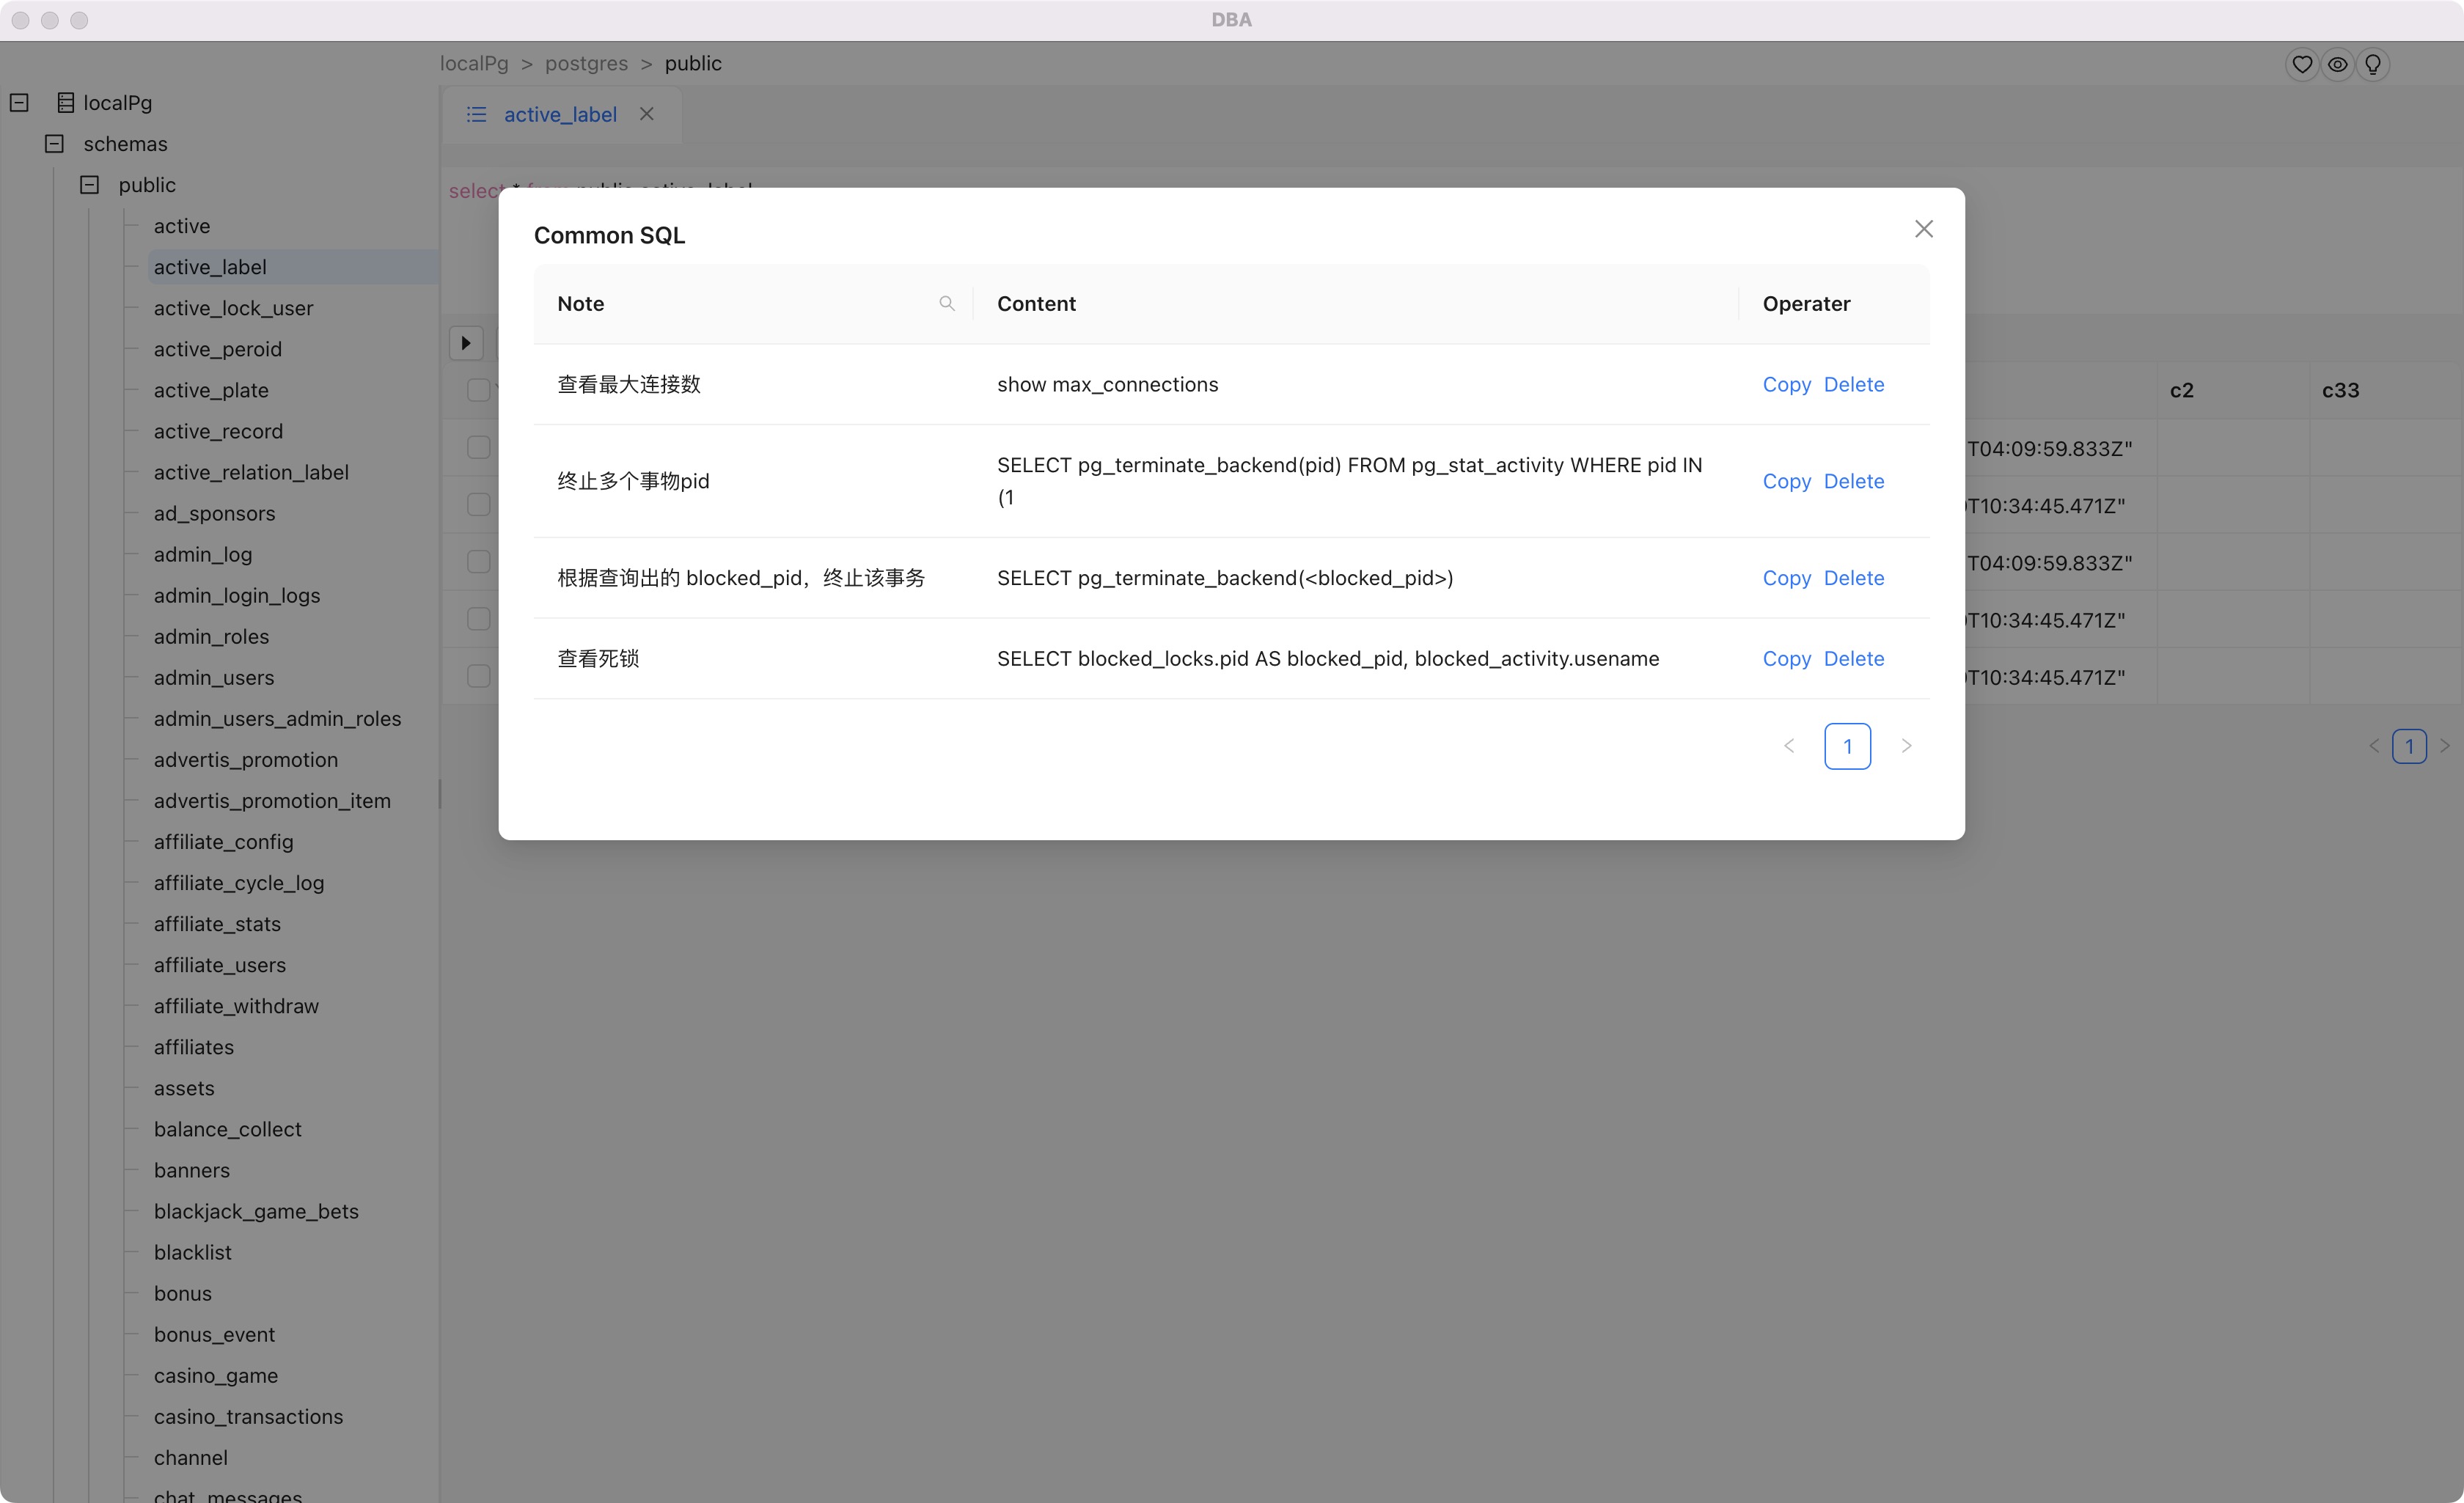 DBA
localPg > postgres > public
localPg
schemas
public
active
active_label
active_lock_user
active_peroid
active_plate
active_record
active_relation_label
ad_sponsors
admin_log
admin_login_logs
admin_roles
admin_users
admin_users_admin_roles
advertis_promotion
advertis_promotion_item
affiliate_config
affiliate_cycle_log
affiliate_stats
affiliate_users
affiliate_withdraw
affiliates
assets
balance_collect
banners
blackjack_game_bets
blacklist
bonus
bonus_event
casino_game
casino_transactions
channel
chat_messages
active_label
select * from public.active_label
Common SQL
Note Content Operater
查看最大连接数 show max_connections Copy Delete
终止多个事物pid SELECT pg_terminate_backend(pid) FROM pg_stat_activity WHERE pid IN
(1 Copy Delete
根据查询出的 blocked_pid，终止该事务 SELECT pg_terminate_backend(<blocked_pid>) Copy Delete
查看死锁 SELECT blocked_locks.pid AS blocked_pid, blocked_activity.usename Copy Delete
< 1 >
c2 c33
T04:09:59.833Z"
T10:34:45.471Z"
T04:09:59.833Z"
T10:34:45.471Z"
T10:34:45.471Z"
< 1 >